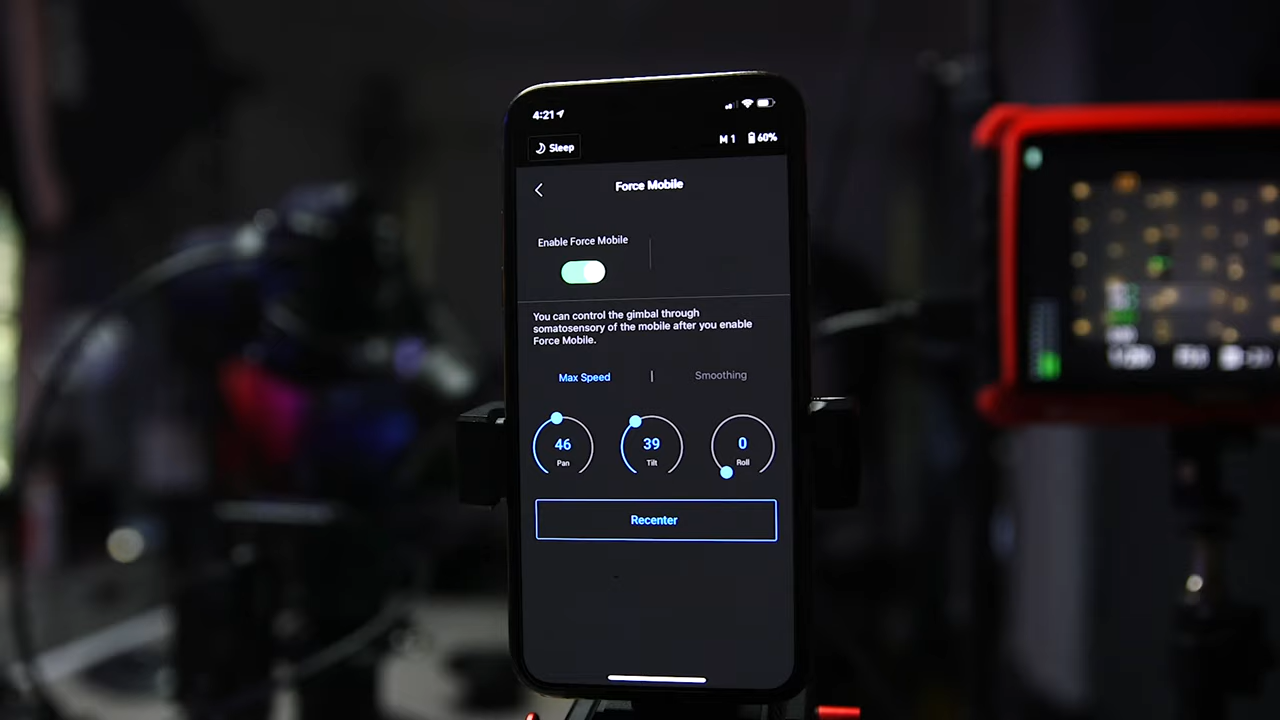 4:21
Sleep
1 60%
Force Mobile
Enable Force Mobile
You can control the gimbal through
somatosensory of the mobile after you enable
Force Mobile.
Max Speed | Smoothing
46 39 0
Pan Tilt Roll
Recenter